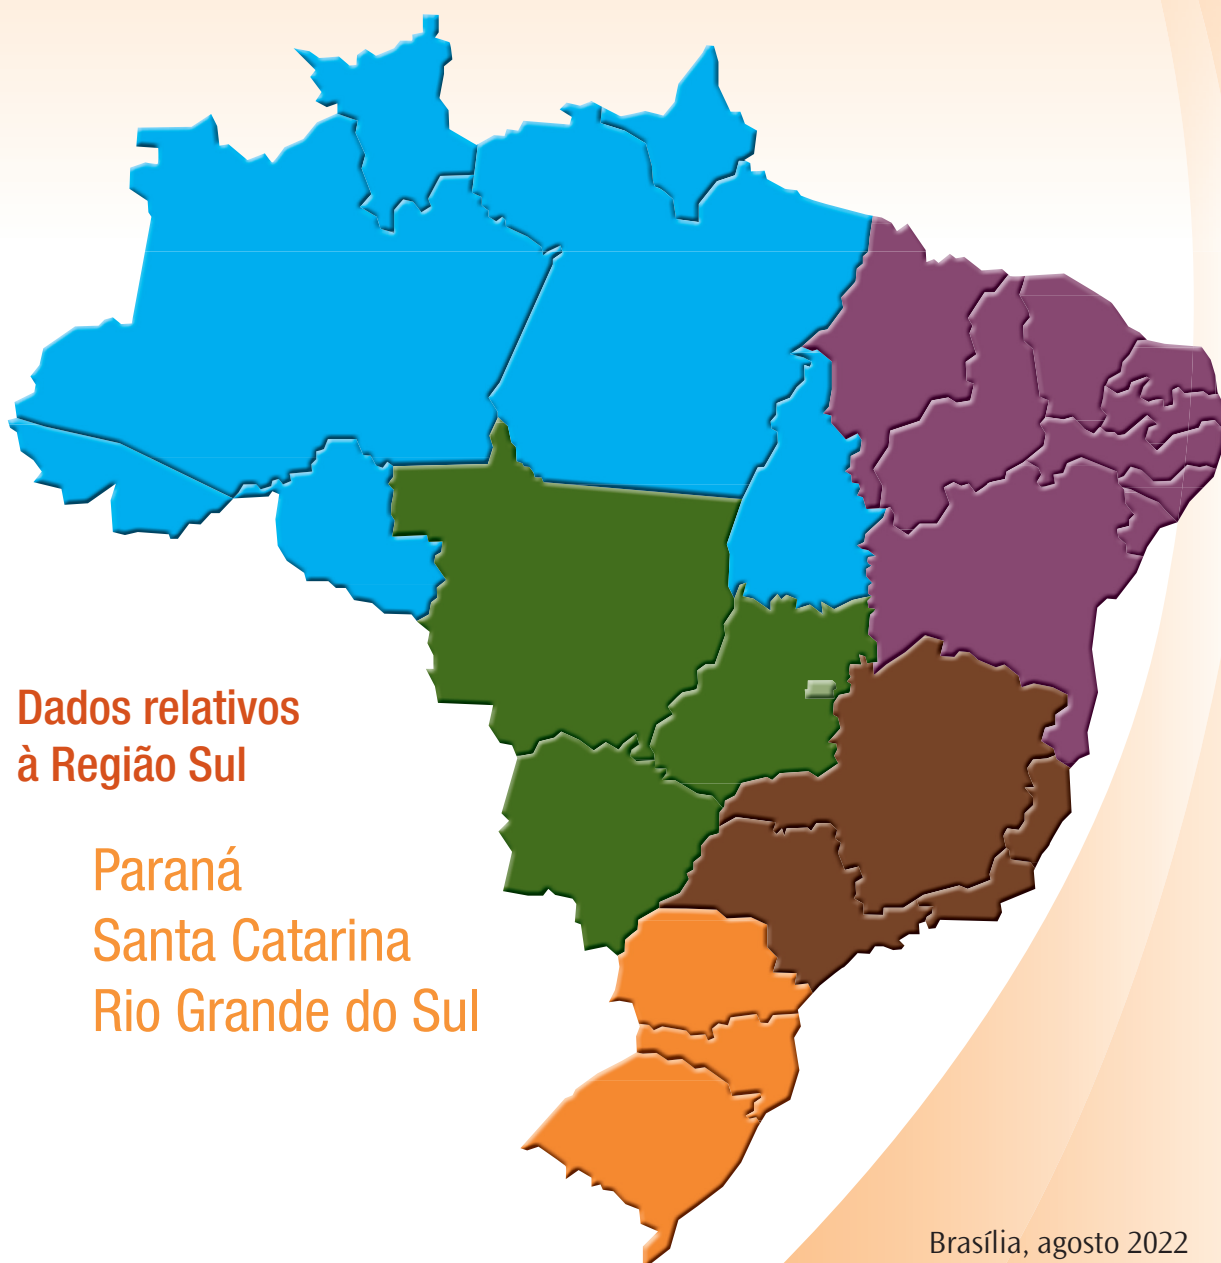 Dados relativos
à Região Sul
Paraná
Santa Catarina
Rio Grande do Sul
Brasília, agosto 2022